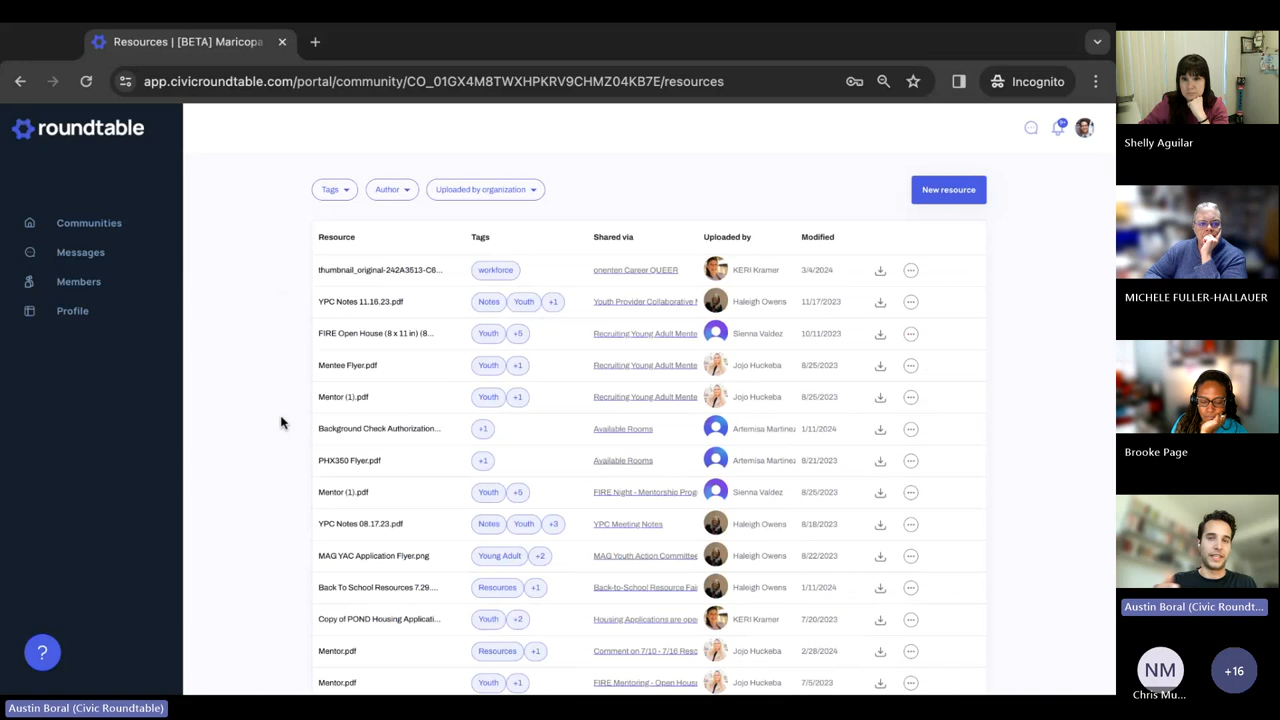 Resources | [BETA] Maricopa
app.civicroundtable.com/portal/community/CO_01GX4M8TWXHPKRV9CHMZ04KB7E/resources
Incognito
roundtable
9+
Communities
Messages
Members
Profile
Tags Author Uploaded by organization New resource
Resource Tags Shared via Uploaded by Modified
thumbnail_original-242A3513-C6... workforce onenten Career QUEER KERI Kramer 3/4/2024
YPC Notes 11.16.23.pdf Notes Youth +1 Youth Provider Collaborative Haleigh Owens 11/17/2023
FIRE Open House (8 x 11 in) (8... Youth +5 Recruiting Young Adult Mente Sienna Valdez 10/11/2023
Mentee Flyer.pdf Youth +1 Recruiting Young Adult Mente Jojo Huckeba 8/25/2023
Mentor (1).pdf Youth +1 Recruiting Young Adult Mente Jojo Huckeba 8/25/2023
Background Check Authorization... +1 Available Rooms Artemisa Martinez 1/11/2024
PHX350 Flyer.pdf +1 Available Rooms Artemisa Martinez 8/21/2023
Mentor (1).pdf Youth +5 FIRE Night - Mentorship Prog Sienna Valdez 8/25/2023
YPC Notes 08.17.23.pdf Notes Youth +3 YPC Meeting Notes Haleigh Owens 8/18/2023
MAG YAC Application Flyer.png Young Adult +2 MAG Youth Action Committee Haleigh Owens 8/22/2023
Back To School Resources 7.29.... Resources +1 Back-to-School Resource Fai Haleigh Owens 1/11/2024
Copy of POND Housing Applicati... Youth +2 Housing Applications are ope KERI Kramer 7/20/2023
Mentor.pdf Resources +1 Comment on 7/10 - 7/16 Reso Jojo Huckeba 2/28/2024
Mentor.pdf Youth +1 FIRE Mentoring - Open Hous Jojo Huckeba 7/5/2023
?
Austin Boral (Civic Roundtable)
Shelly Aguilar
MICHELE FULLER-HALLAUER
Brooke Page
Austin Boral (Civic Roundt...
NM
+16
Chris Mu...